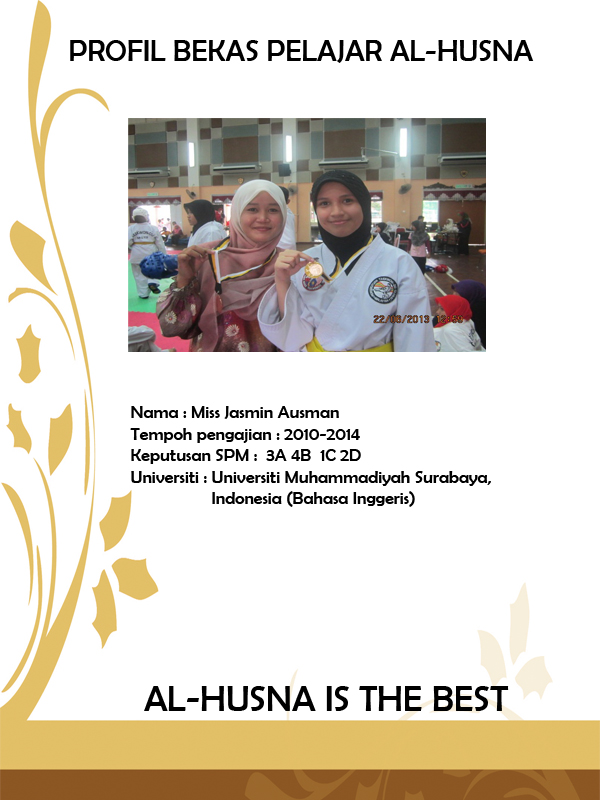 PROFIL BEKAS PELAJAR AL-HUSNA
22/06/2013
Nama : Miss Jasmin Ausman
Tempoh pengajian : 2010-2014
Keputusan SPM :  3A 4B  1C 2D
Universiti : Universiti Muhammadiyah Surabaya,
Indonesia (Bahasa Inggeris)
AL-HUSNA IS THE BEST